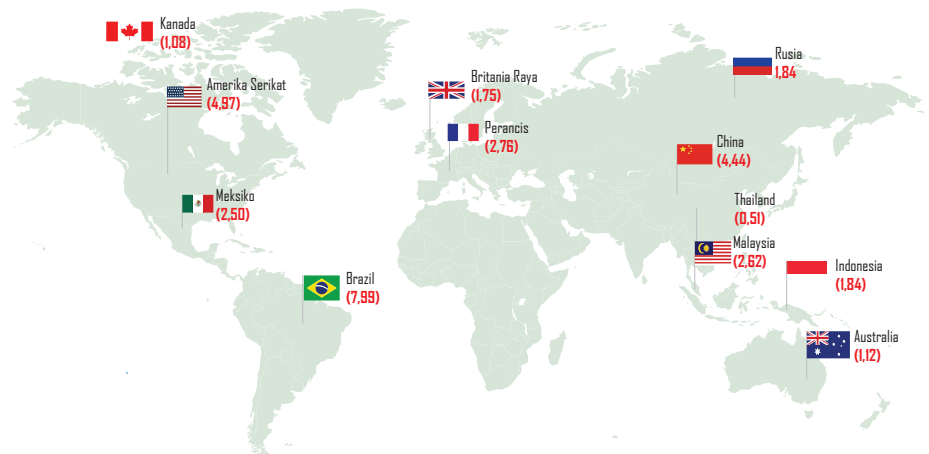 Kanada
(1,08)
Amerika Serikat
(4,97)
Meksiko
(2,50)
Brazil
(7,99)
Britania Raya
(1,75)
Perancis
(2,76)
Rusia
1,84
China
(4,44)
Thailand
(0,51)
Malaysia
(2,62)
Indonesia
(1,84)
Australia
(1,12)